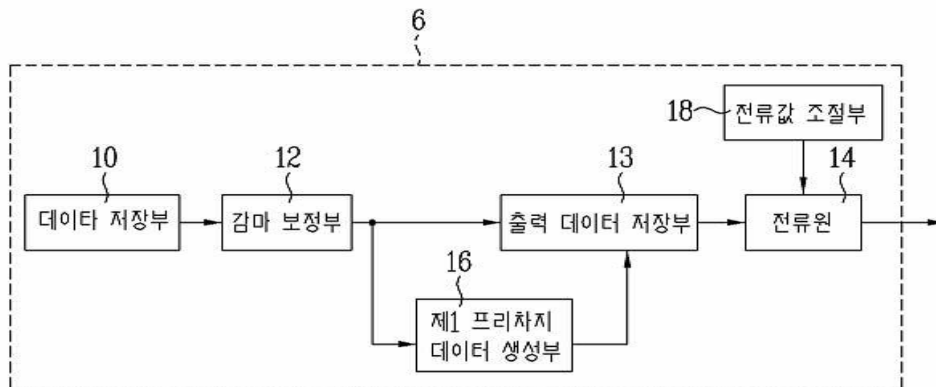 6
18
전류값 조절부
10
12
13
14
데이타 저장부
감마 보정부
출력 데이터 저장부
전류원
16
제1 프리차지
데이터 생성부